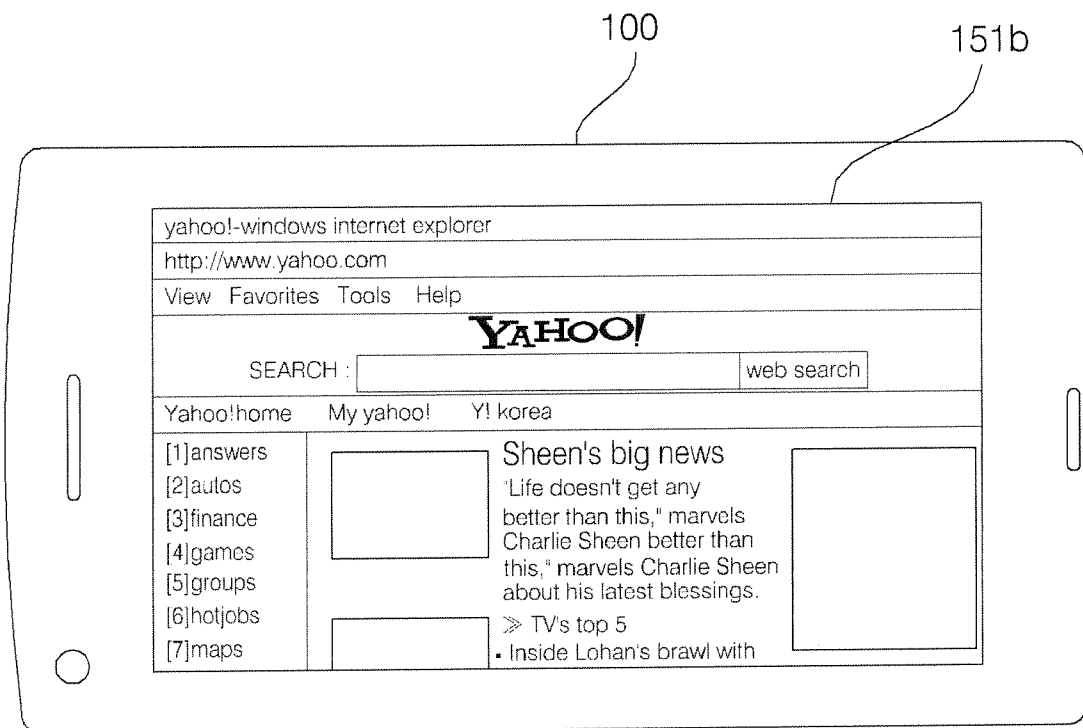 100
151b
yahoo!-windows internet explorer
http://www.yahoo.com
View Favorites Tools Help
YAHOO!
SEARCH : web search
Yahoo!home My yahoo! Y! korea
[1]answers
[2]autos
[3]finance
[4]games
[5]groups
[6]hotjobs
[7]maps
Sheen's big news
"Life doesn't get any
better than this," marvels
Charlie Sheen better than
this," marvels Charlie Sheen
about his latest blessings.
≫ TV's top 5
▪ Inside Lohan's brawl with